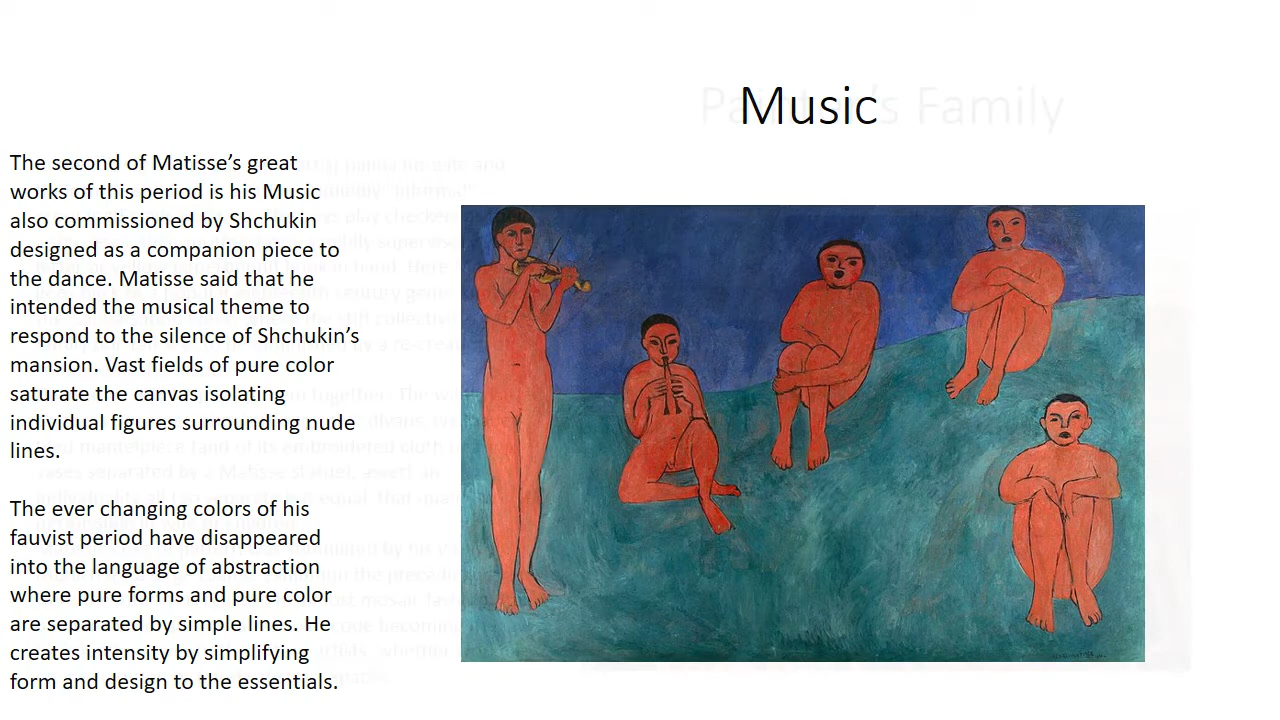 Music
The second of Matisse’s great
works of this period is his Music
also commissioned by Shchukin
designed as a companion piece to
the dance. Matisse said that he
intended the musical theme to
respond to the silence of Shchukin’s
mansion. Vast fields of pure color
saturate the canvas isolating
individual figures surrounding nude
lines.
The ever changing colors of his
fauvist period have disappeared
into the language of abstraction
where pure forms and pure color
are separated by simple lines. He
creates intensity by simplifying
form and design to the essentials.